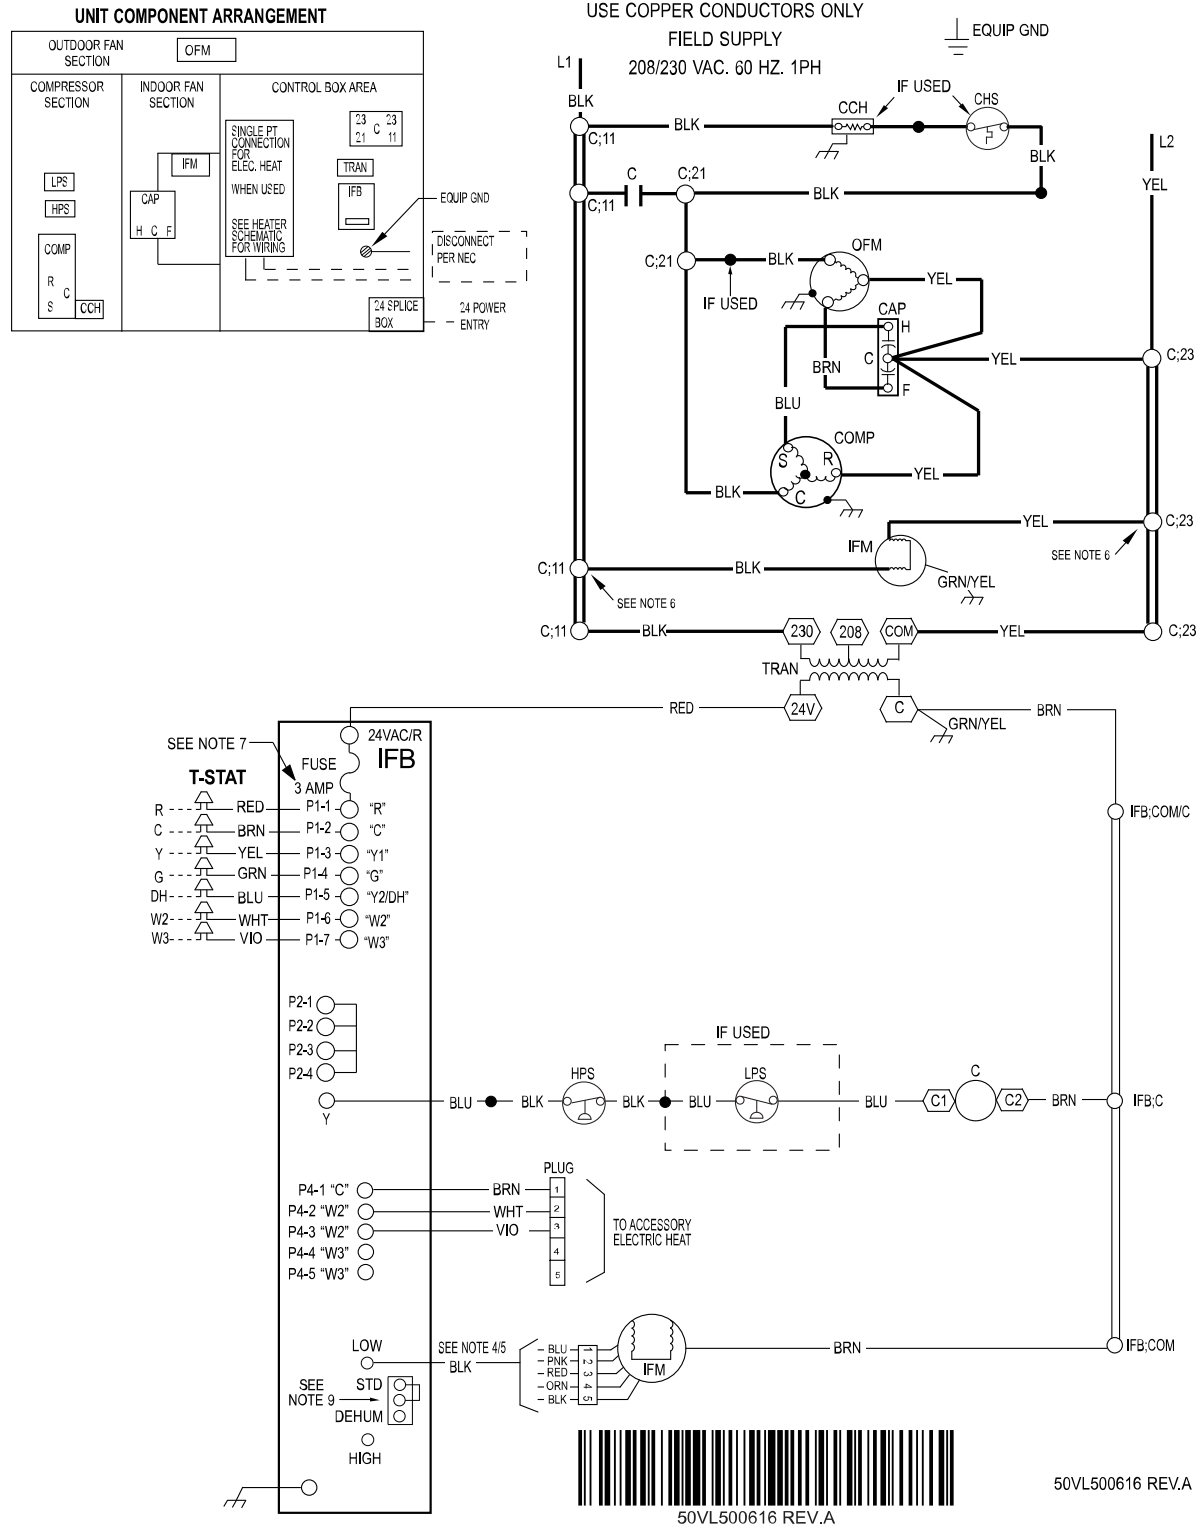 UNIT COMPONENT ARRANGEMENT
OUTDOOR FAN
SECTION
OFM
COMPRESSOR
SECTION
INDOOR FAN
SECTION
CONTROL BOX AREA
LPS
HPS
COMP
R
C
S
CCH
IFM
CAP
H C F
SINGLE PT
CONNECTION
FOR
ELEC. HEAT
WHEN USED
SEE HEATER
SCHEMATIC
FOR WIRING
23 C 23
21 11
TRAN
IFB
EQUIP GND
DISCONNECT
PER NEC
24 SPLICE
BOX
24 POWER
ENTRY
USE COPPER CONDUCTORS ONLY
FIELD SUPPLY
208/230 VAC. 60 HZ. 1PH
EQUIP GND
L1
BLK
C;11
BLK
CCH
IF USED
CHS
BLK
L2
YEL
C;11
C
C;21
BLK
C;21
BLK
IF USED
OFM
YEL
CAP
H
C
F
BRN
BLU
YEL
C;23
COMP
S
R
C
YEL
BLK
YEL
C;23
SEE NOTE 6
IFM
C;11
BLK
GRN/YEL
SEE NOTE 6
C;11
BLK
230
208
COM
YEL
C;23
TRAN
24V
C
RED
GRN/YEL
BRN
SEE NOTE 7
24VAC/R
IFB
FUSE
3 AMP
T-STAT
R RED P1-1 "R"
C BRN P1-2 "C"
Y YEL P1-3 "Y1"
G GRN P1-4 "G"
DH BLU P1-5 "Y2/DH"
W2 WHT P1-6 "W2"
W3 VIO P1-7 "W3"
IFB;COM/C
P2-1
P2-2
P2-3
P2-4
Y
BLU
BLK
HPS
BLK
IF USED
BLU
LPS
BLU
C1
C
C2
BRN
IFB;C
PLUG
P4-1 "C" BRN 1
P4-2 "W2" WHT 2
P4-3 "W2" VIO 3
P4-4 "W3" 4
P4-5 "W3" 5
TO ACCESSORY
ELECTRIC HEAT
LOW
SEE NOTE 4/5
BLK
BLU 1
PNK 2
RED 3
ORN 4
BLK 5
IFM
BRN
IFB;COM
SEE
NOTE 9
STD
DEHUM
HIGH
50VL500616 REV.A
50VL500616 REV.A